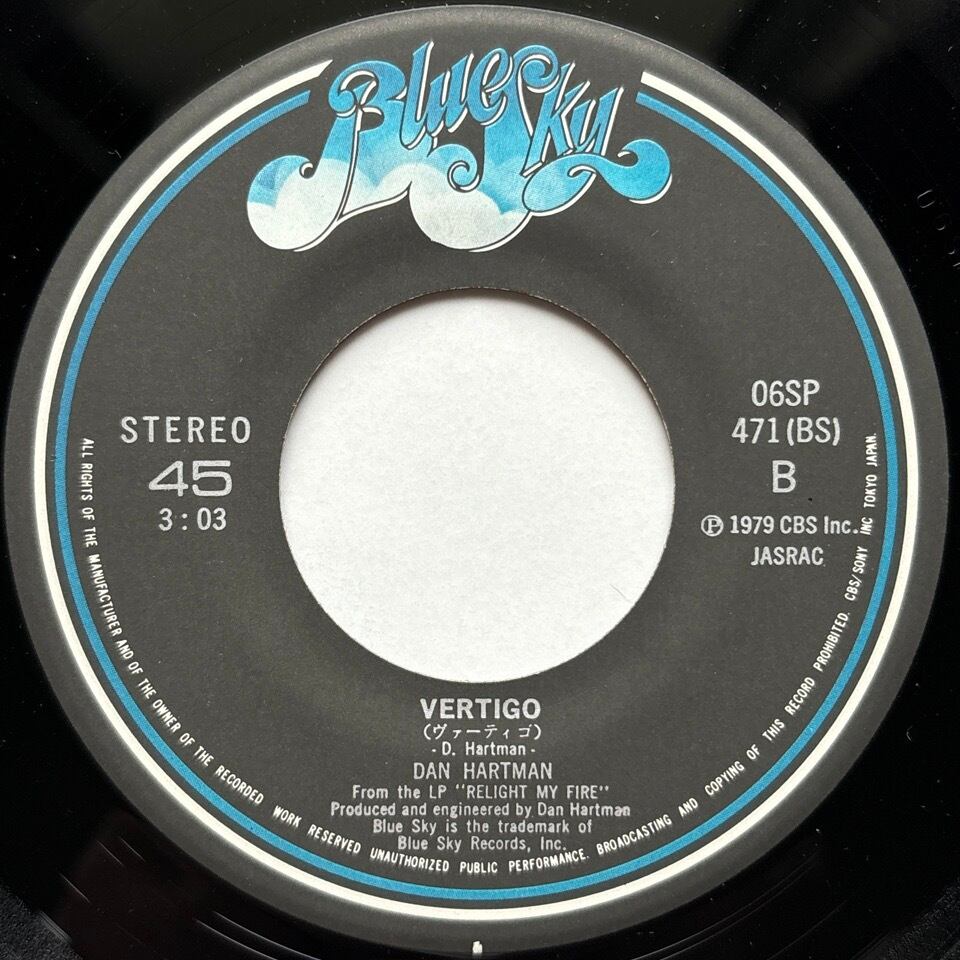 Blue Sky
STEREO
45
3:03
06SP
471(BS)
B
Ⓟ 1979 CBS Inc.
JASRAC
VERTIGO
(ヴァーティゴ)
- D. Hartman -
DAN HARTMAN
From the LP "RELIGHT MY FIRE"
Produced and engineered by Dan Hartman
Blue Sky is the trademark of
Blue Sky Records, Inc.
ALL RIGHTS OF THE MANUFACTURER AND OF THE OWNER OF THE RECORDED WORK RESERVED UNAUTHORIZED PUBLIC PERFORMANCE. BROADCASTING AND COPYING OF THIS RECORD PROHIBITED. CBS/SONY INC TOKYO JAPAN.